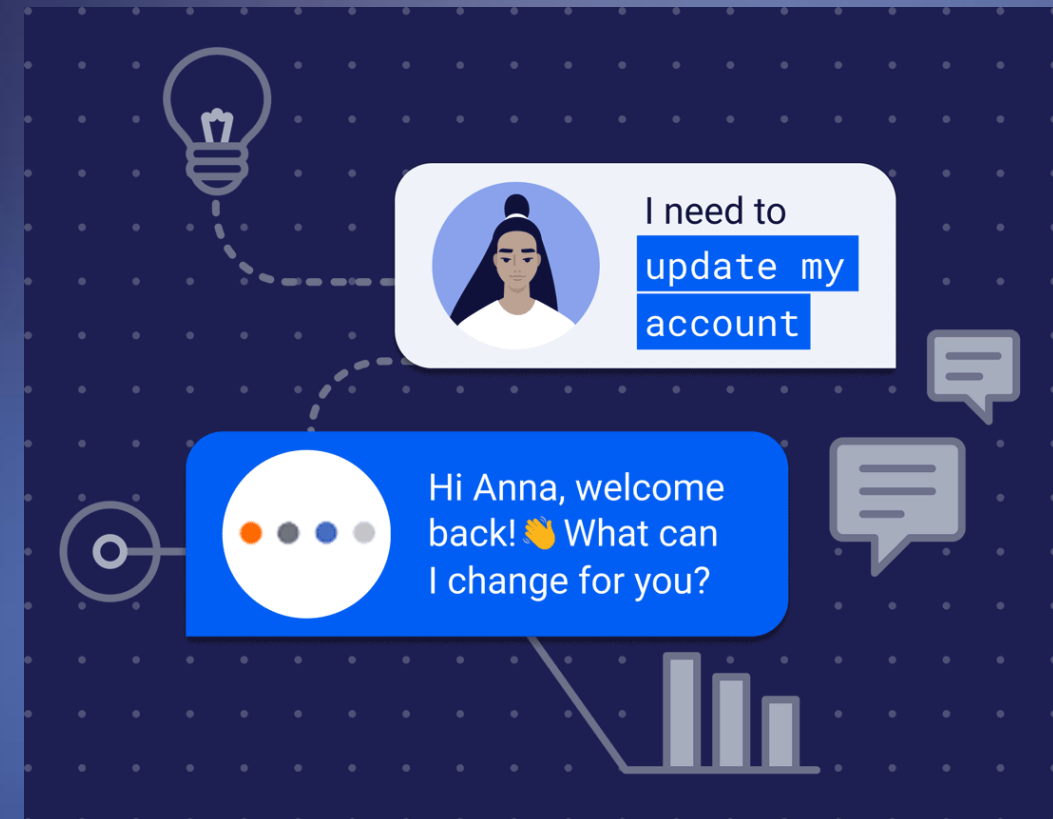 I need to
update my
account
Hi Anna, welcome
back!👋 What can
I change for you?